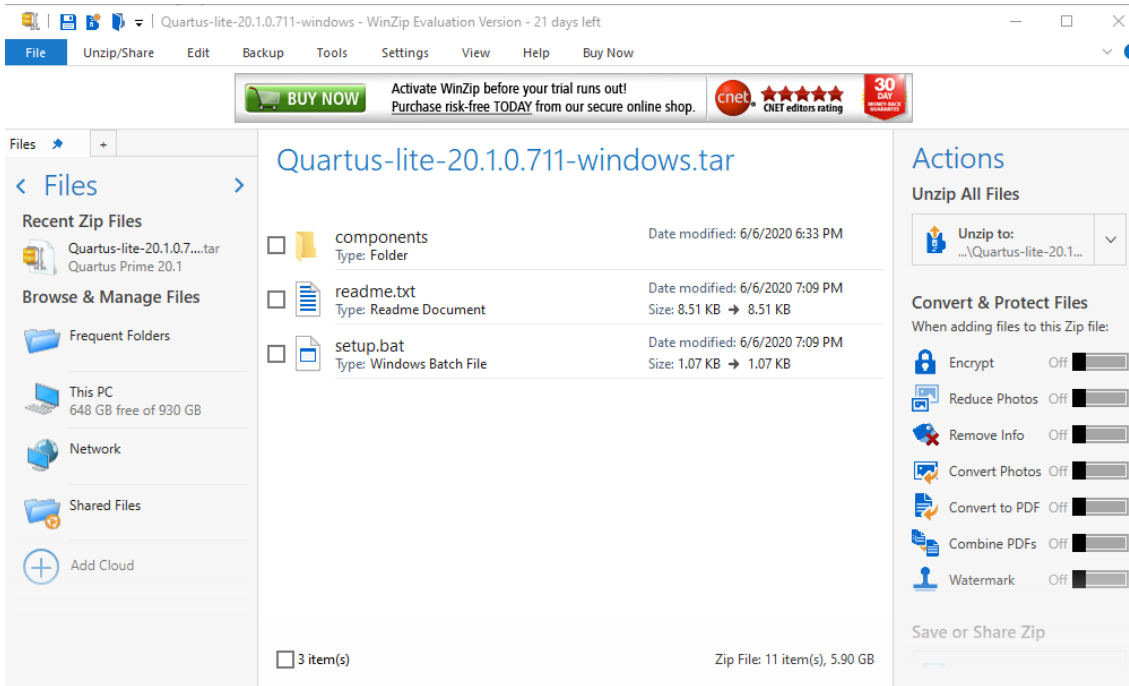 Quartus-lite-20.1.0.711-windows - WinZip Evaluation Version - 21 days left
File Unzip/Share Edit Backup Tools Settings View Help Buy Now
BUY NOW
Activate WinZip before your trial runs out!
Purchase risk-free TODAY from our secure online shop.
cnet
CNET editors rating
30
DAY
MONEY-BACK
GUARANTEE
Files
+
Files
Recent Zip Files
Quartus-lite-20.1.0.7....tar
Quartus Prime 20.1
Browse & Manage Files
Frequent Folders
This PC
648 GB free of 930 GB
Network
Shared Files
Add Cloud
Quartus-lite-20.1.0.711-windows.tar
components Date modified: 6/6/2020 6:33 PM
Type: Folder
readme.txt Date modified: 6/6/2020 7:09 PM
Type: Readme Document Size: 8.51 KB → 8.51 KB
setup.bat Date modified: 6/6/2020 7:09 PM
Type: Windows Batch File Size: 1.07 KB → 1.07 KB
3 item(s) Zip File: 11 item(s), 5.90 GB
Actions
Unzip All Files
Unzip to:
...\Quartus-lite-20.1...
Convert & Protect Files
When adding files to this Zip file:
Encrypt Off
Reduce Photos Off
Remove Info Off
Convert Photos Off
Convert to PDF Off
Combine PDFs Off
Watermark Off
Save or Share Zip